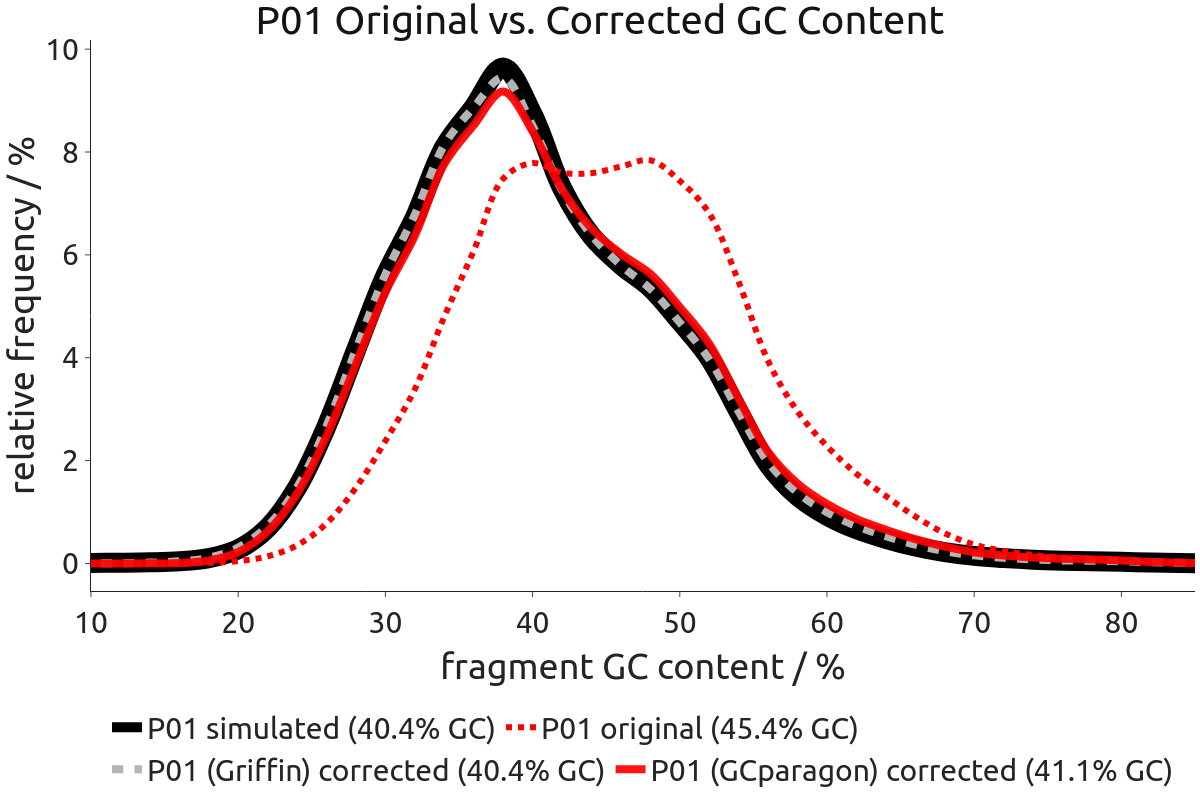 P01 Original vs. Corrected GC Content
relative frequency / %
10
8
6
4
2
0
10 20 30 40 50 60 70 80
fragment GC content / %
P01 simulated (40.4% GC) P01 original (45.4% GC)
P01 (Griffin) corrected (40.4% GC) P01 (GCparagon) corrected (41.1% GC)